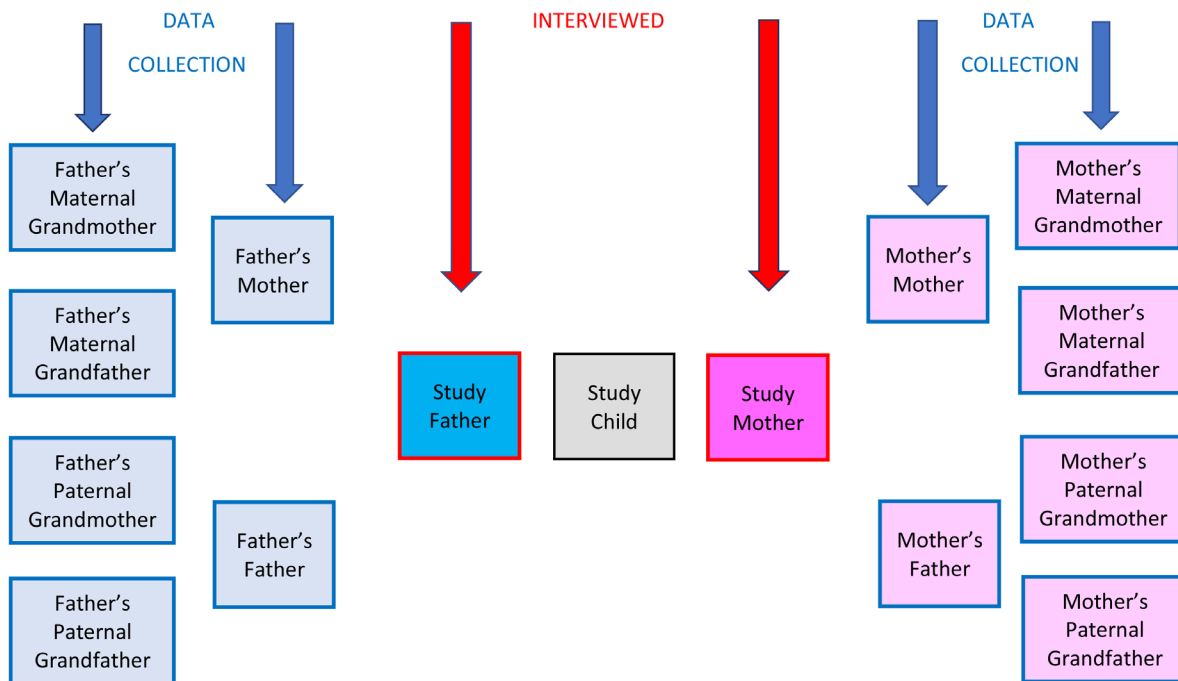 DATA
COLLECTION
INTERVIEWED
DATA
COLLECTION
Father’s
Maternal
Grandmother
Father’s
Mother
Mother’s
Mother
Mother’s
Maternal
Grandmother
Father’s
Maternal
Grandfather
Mother’s
Maternal
Grandfather
Study
Father
Study
Child
Study
Mother
Father’s
Paternal
Grandmother
Father’s
Father
Mother’s
Father
Mother’s
Paternal
Grandmother
Father’s
Paternal
Grandfather
Mother’s
Paternal
Grandfather